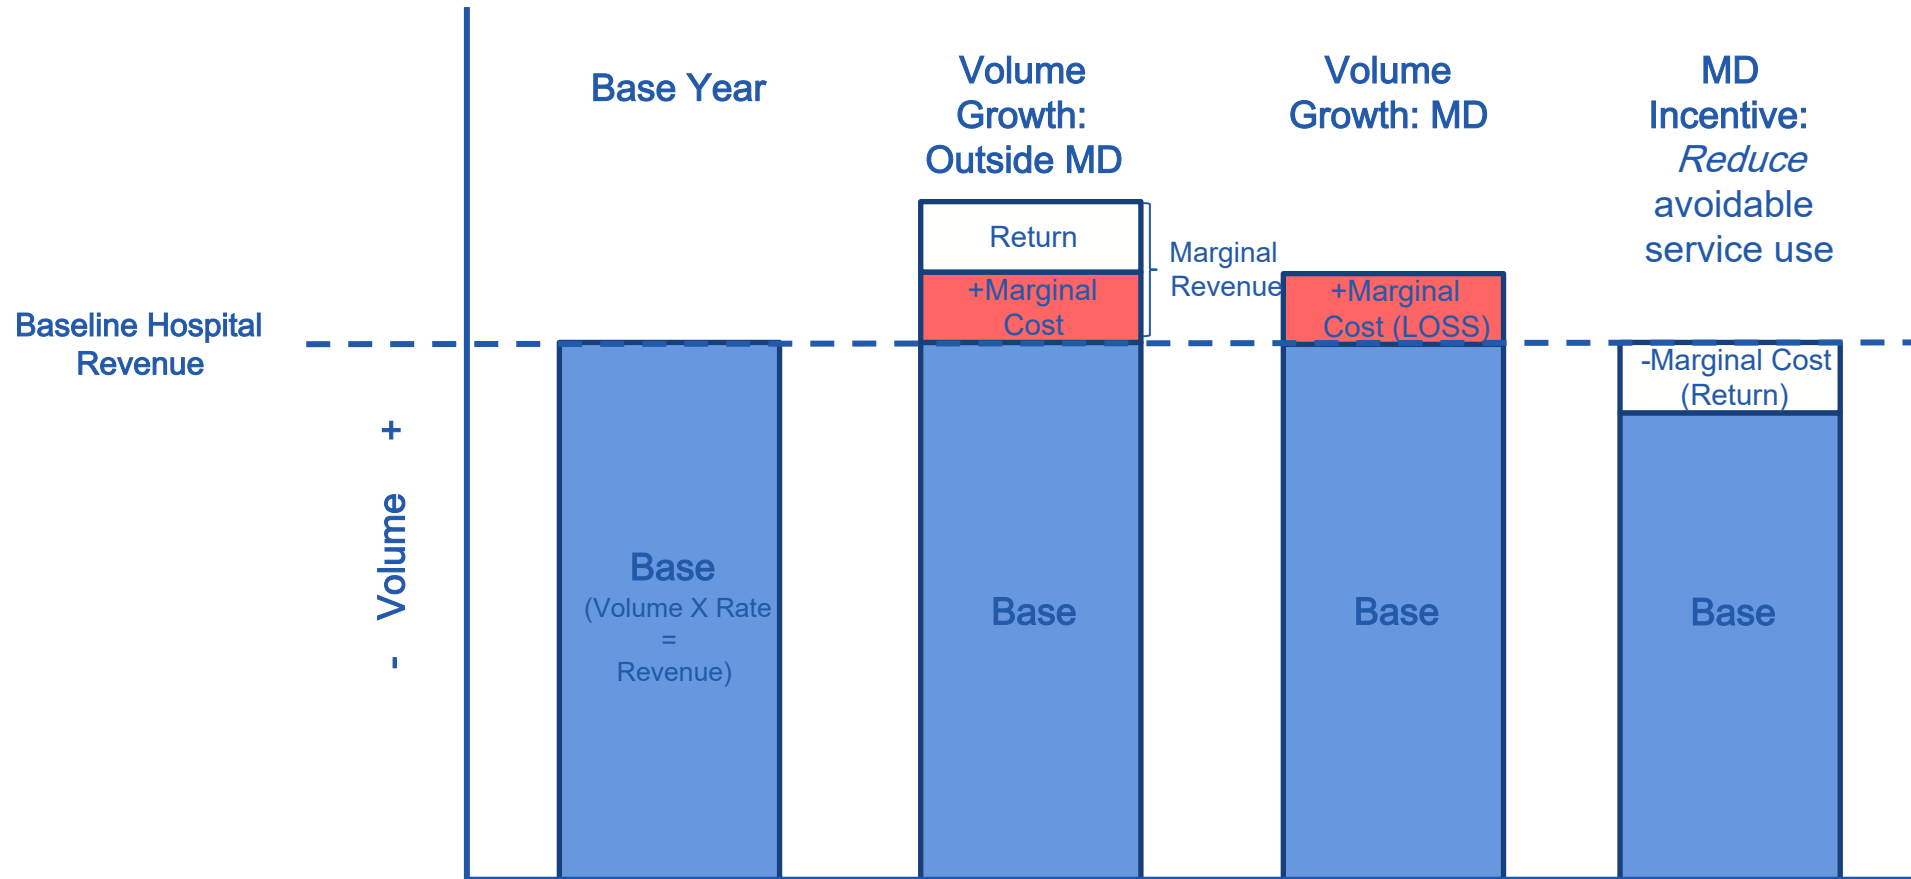 Base Year
Volume
Growth:
Outside MD
Volume
Growth: MD
MD
Incentive:
Reduce
avoidable
service use
Return
+Marginal
Cost
Marginal
Revenue
+Marginal
Cost (LOSS)
Baseline Hospital
Revenue
-Marginal Cost
(Return)
- Volume +
Base
(Volume X Rate
=
Revenue)
Base
Base
Base